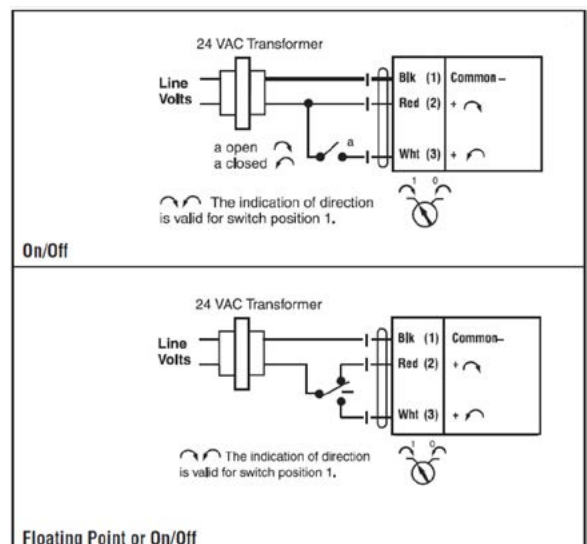 24 VAC Transformer
Line
Volts
Blk (1) Common–
Red (2) +
a open
a closed
a
Wht (3) +
The indication of direction
is valid for switch position 1.
1 0
On/Off
24 VAC Transformer
Line
Volts
Blk (1) Common–
Red (2) +
Wht (3) +
The indication of direction
is valid for switch position 1.
1 0
Floating Point or On/Off